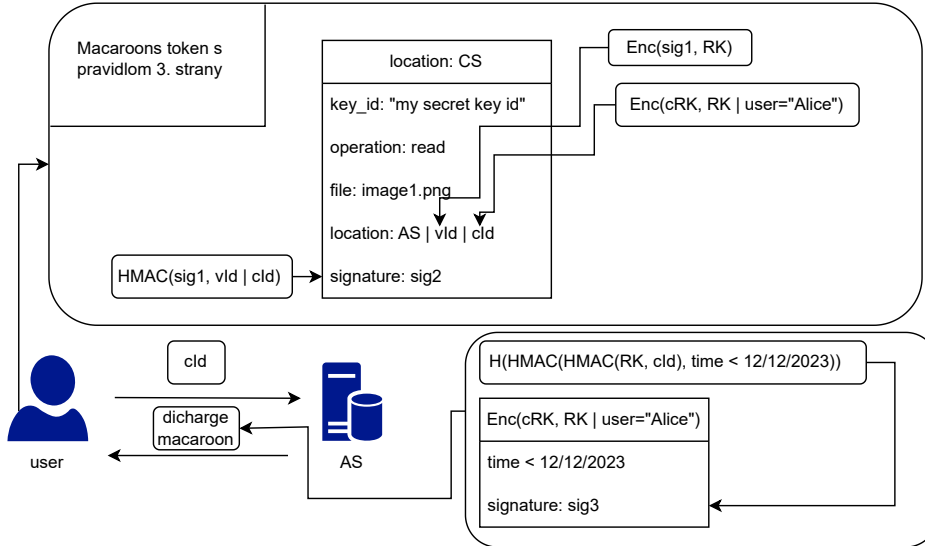 Macaroons token s
pravidlom 3. strany
location: CS
key_id: "my secret key id"
operation: read
file: image1.png
location: AS | vId | cId
signature: sig2
Enc(sig1, RK)
Enc(cRK, RK | user="Alice")
HMAC(sig1, vId | cId)
cId
dicharge
macaroon
user
AS
H(HMAC(HMAC(RK, cId), time < 12/12/2023))
Enc(cRK, RK | user="Alice")
time < 12/12/2023
signature: sig3